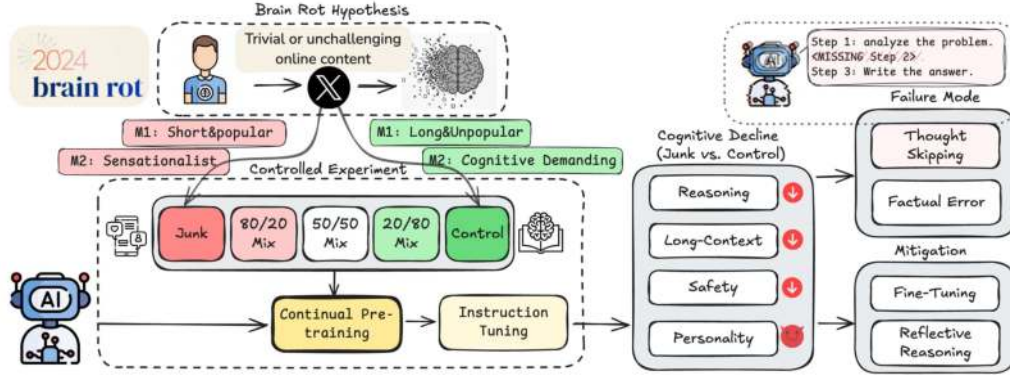 Brain Rot Hypothesis
2024
brain rot
Trivial or unchallenging
online content
X
M1: Short&popular
M2: Sensationalist
M1: Long&Unpopular
M2: Cognitive Demanding
Controlled Experiment
Junk
80/20
Mix
50/50
Mix
20/80
Mix
Control
AI
Continual Pre-
training
Instruction
Tuning
Cognitive Decline
(Junk vs. Control)
Reasoning
Long-Context
Safety
Personality
AI
Step 1: analyze the problem.
<MISSING Step 2>
Step 3: Write the answer.
Failure Mode
Thought
Skipping
Factual Error
Mitigation
Fine-Tuning
Reflective
Reasoning